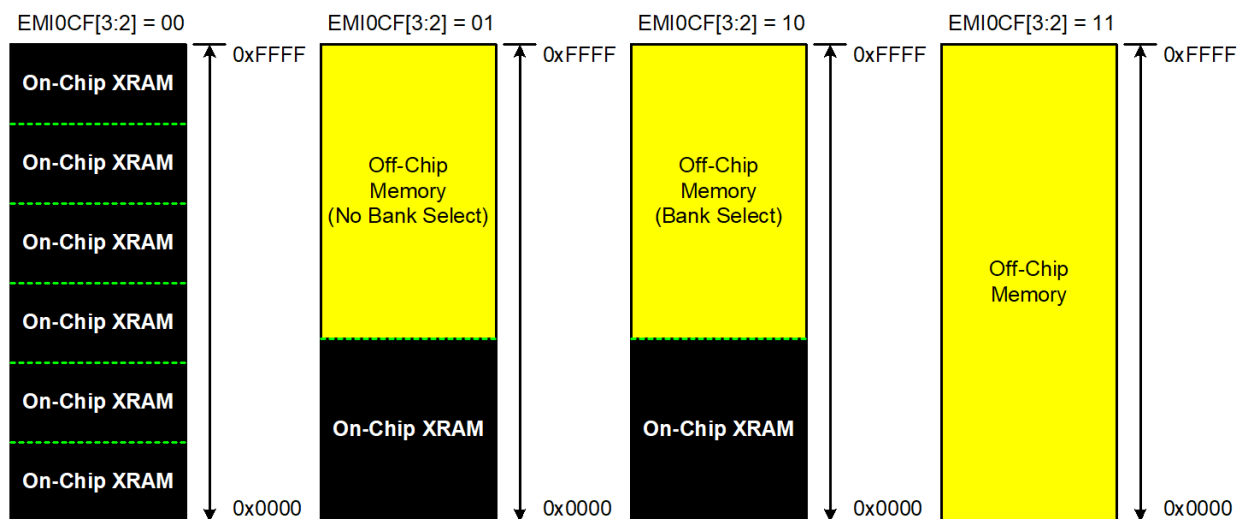 EMI0CF[3:2] = 00
EMI0CF[3:2] = 01
EMI0CF[3:2] = 10
EMI0CF[3:2] = 11
On-Chip XRAM
On-Chip XRAM
On-Chip XRAM
On-Chip XRAM
On-Chip XRAM
On-Chip XRAM
0xFFFF
0x0000
Off-Chip
Memory
(No Bank Select)
On-Chip XRAM
0xFFFF
0x0000
Off-Chip
Memory
(Bank Select)
On-Chip XRAM
0xFFFF
0x0000
Off-Chip
Memory
0xFFFF
0x0000